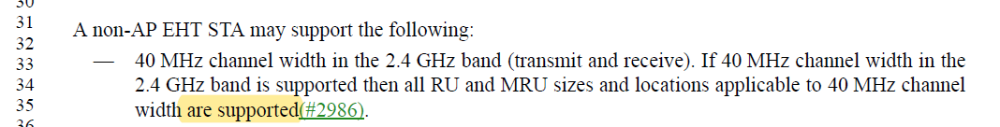 30
31 A non-AP EHT STA may support the following:
32
33 — 40 MHz channel width in the 2.4 GHz band (transmit and receive). If 40 MHz channel width in the
34 2.4 GHz band is supported then all RU and MRU sizes and locations applicable to 40 MHz channel
35 width are supported(#2986).
36